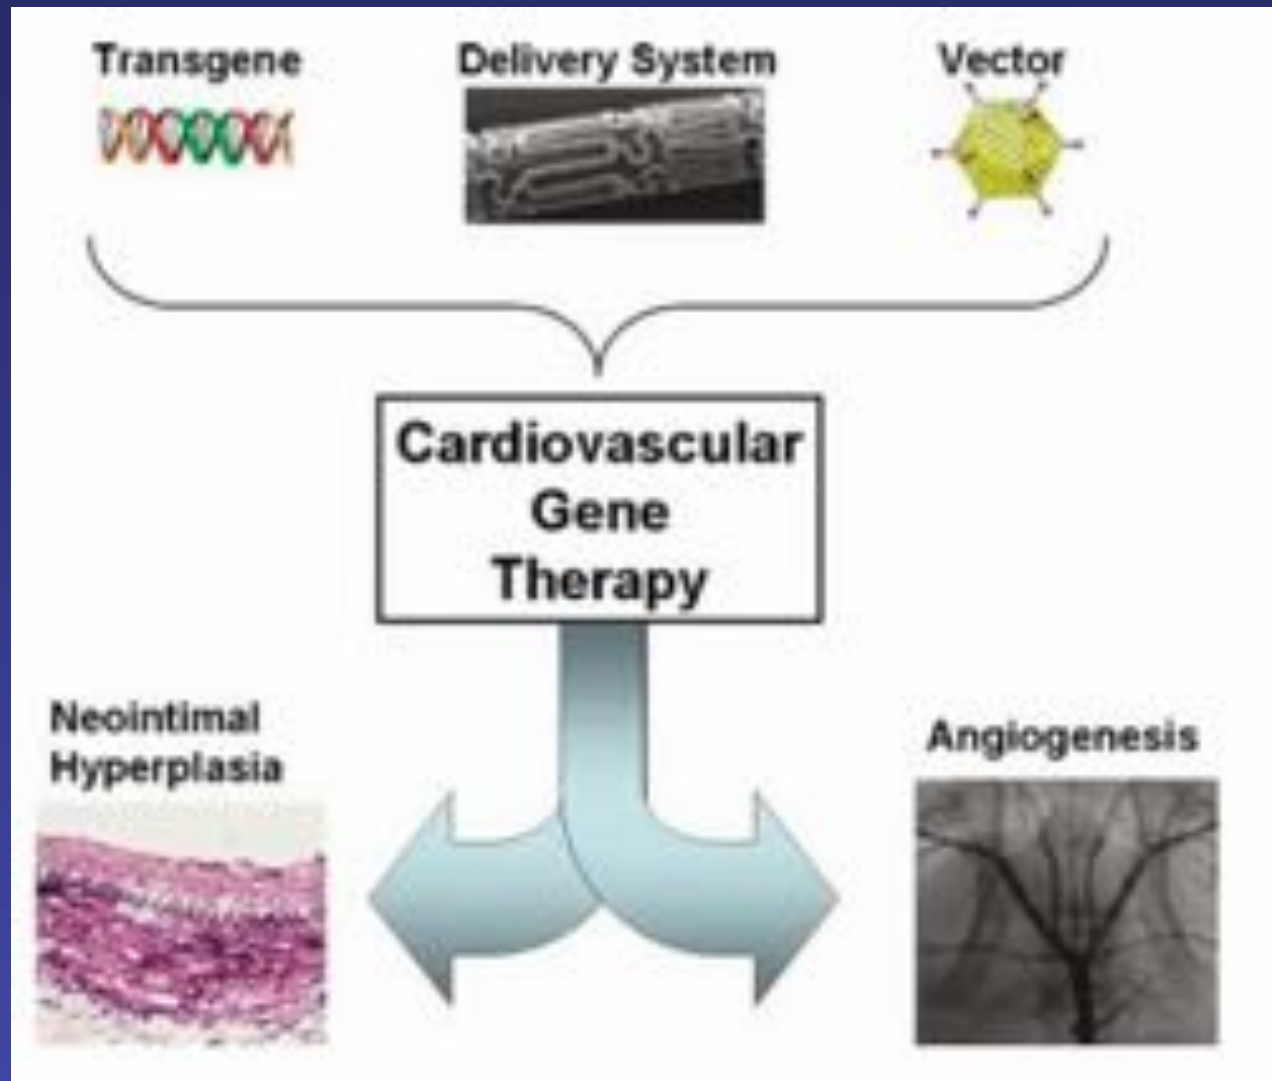 Transgene
Delivery System
Vector
Cardiovascular
Gene
Therapy
Neointimal
Hyperplasia
Angiogenesis